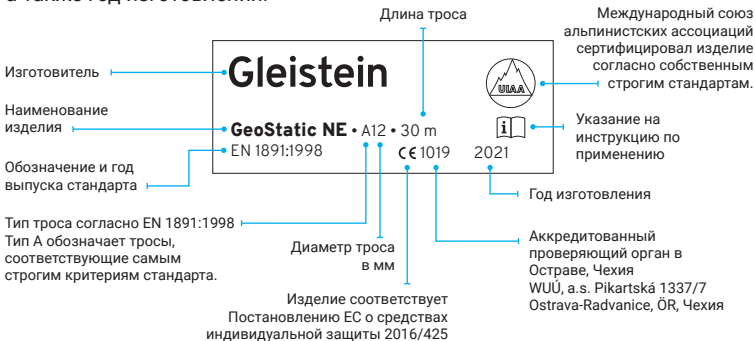 а также год изготовления.
Длина троса
Международный союз
альпинистских ассоциаций
сертифицировал изделие
согласно собственным
строгим стандартам.
Изготовитель
Gleistein
UIAA
Наименование
изделия
GeoStatic NE • A12 • 30 m
EN 1891:1998
CE 1019
2021
i
Указание на
инструкцию по
применению
Обозначение и год
выпуска стандарта
Год изготовления
Тип троса согласно EN 1891:1998
Тип А обозначает тросы,
соответствующие самым
строгим критериям стандарта.
Диаметр троса
в мм
Аккредитованный
проверяющий орган в
Остраве, Чехия
WUÚ, a.s. Pikartská 1337/7
Ostrava-Radvanice, ÖR, Чехия
Изделие соответствует
Постановлению ЕС о средствах
индивидуальной защиты 2016/425